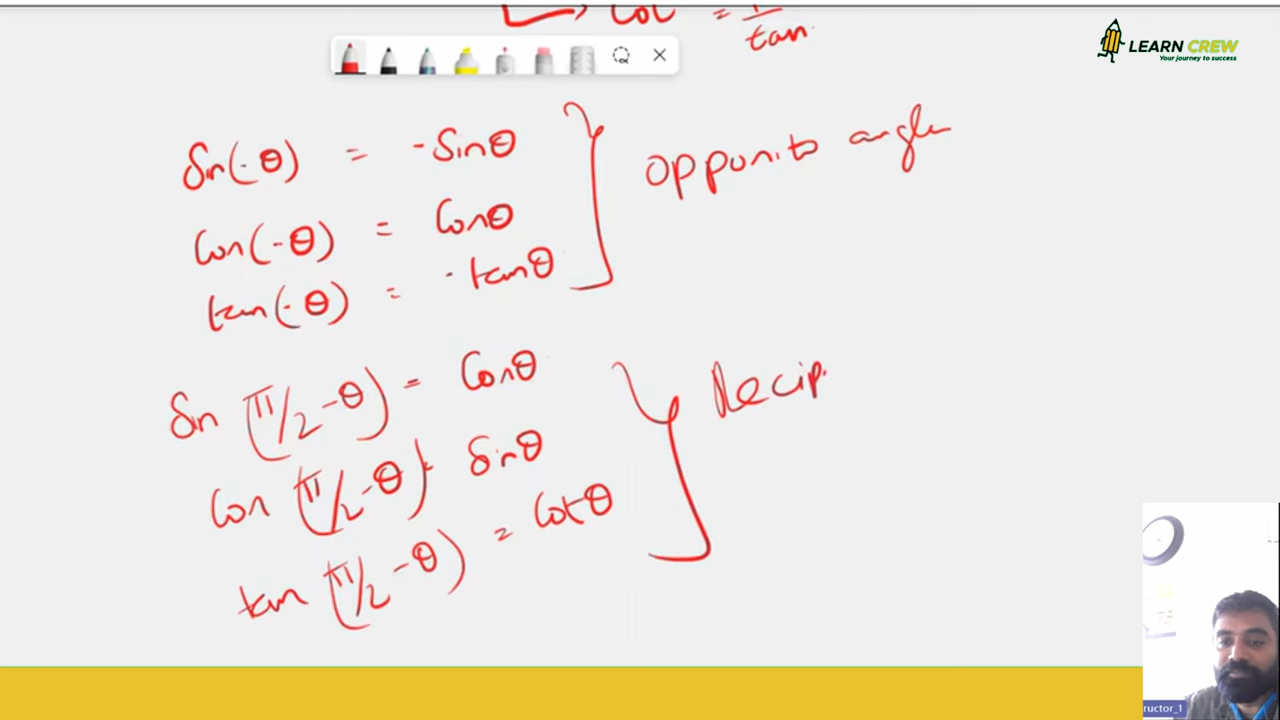 cot = 1/tan
LEARN CREW
Your journey to success
sin(-θ) = -sinθ
cos(-θ) = cosθ
tan(-θ) = -tanθ
opposite angle
sin (π/2 -θ) = cosθ
cos (π/2 -θ) = sinθ
tan (π/2 -θ) = cotθ
Recip
ructor_1